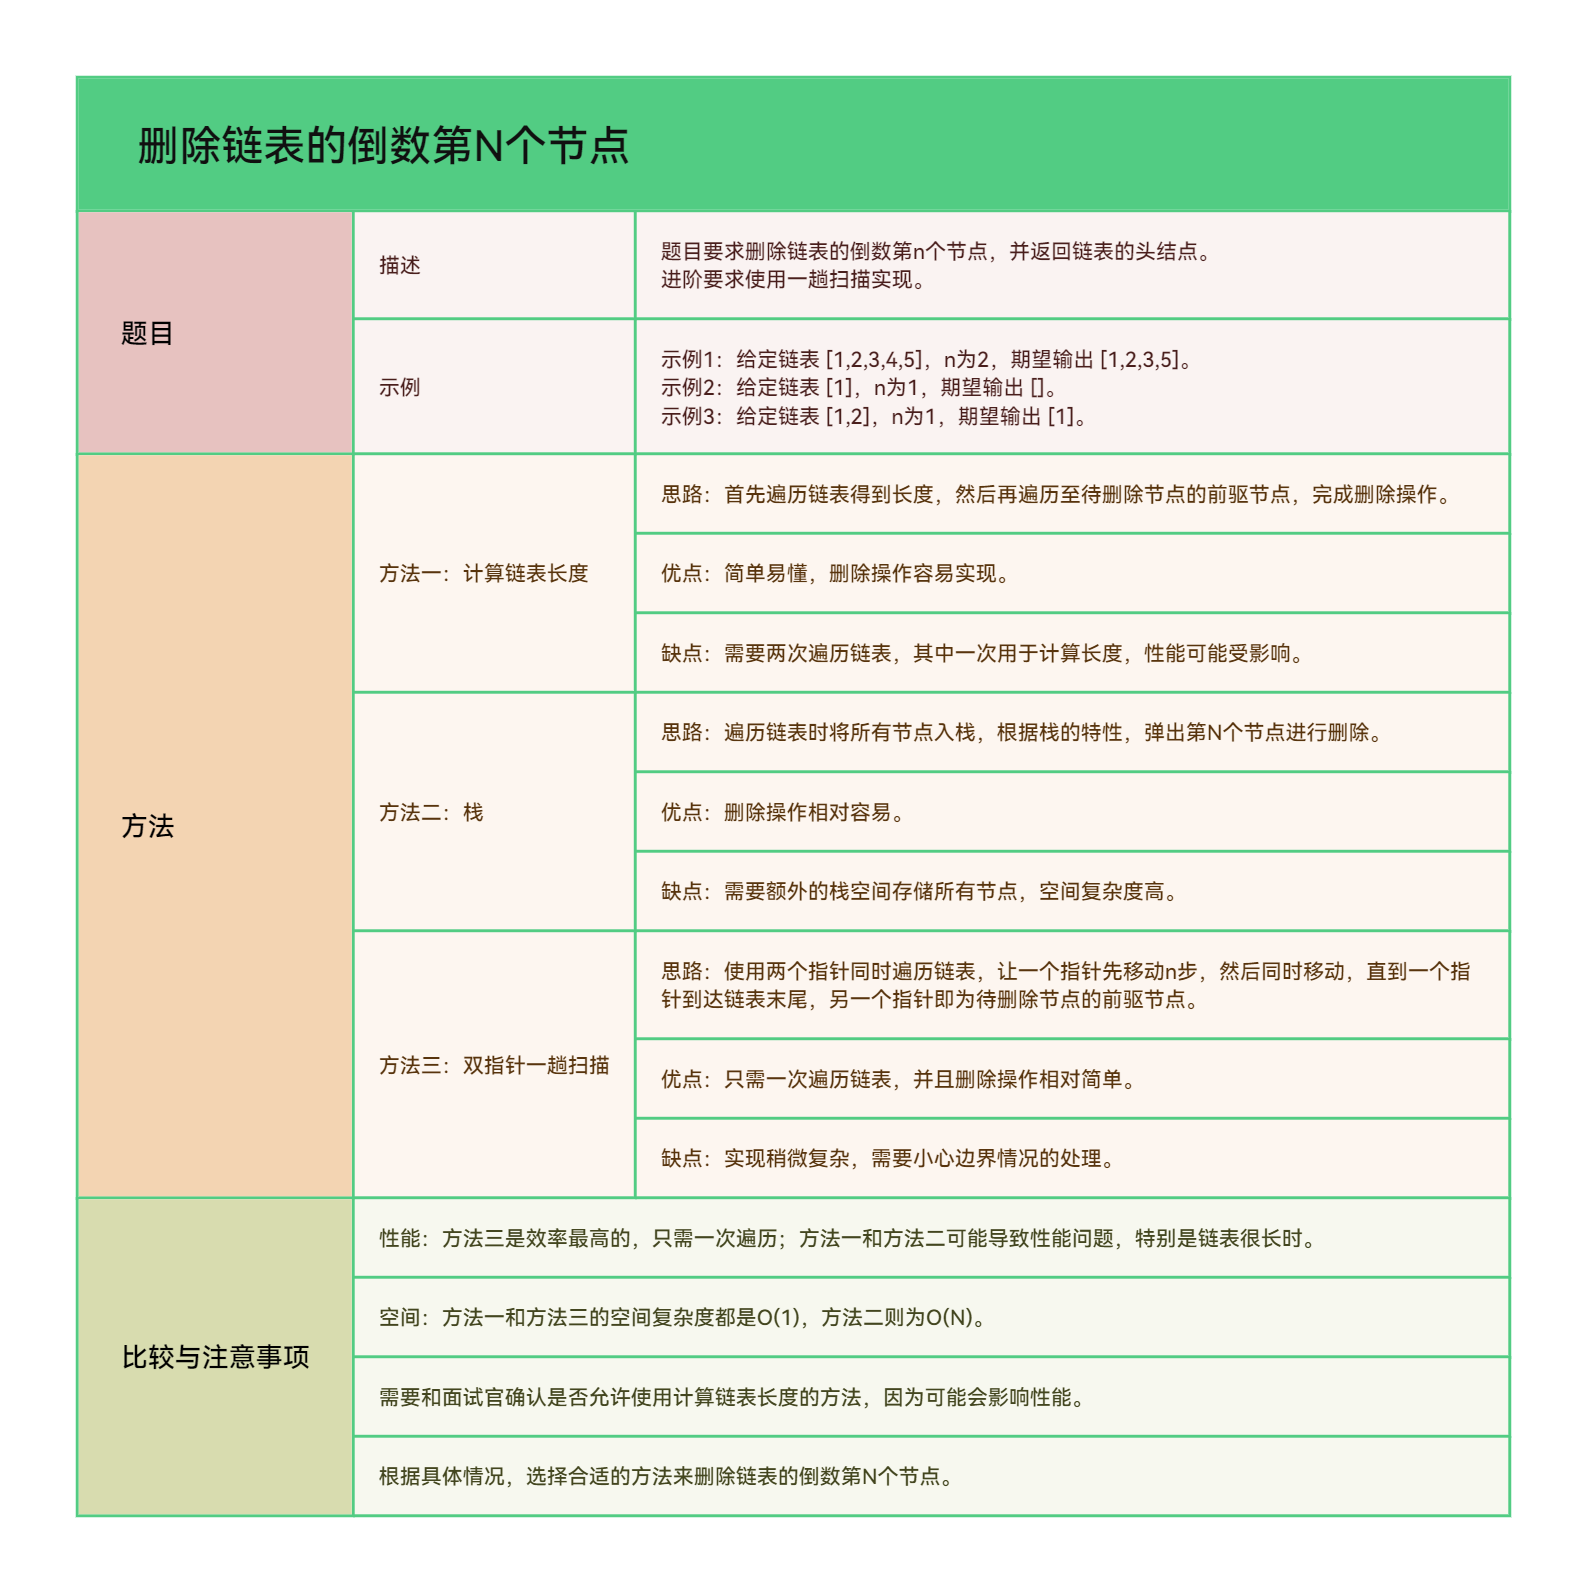 删除链表的倒数第N个节点
题目
描述
题目要求删除链表的倒数第n个节点，并返回链表的头结点。
进阶要求使用一趟扫描实现。
示例
示例1：给定链表 [1,2,3,4,5]，n为2，期望输出 [1,2,3,5]。
示例2：给定链表 [1]，n为1，期望输出 []。
示例3：给定链表 [1,2]，n为1，期望输出 [1]。
方法
方法一：计算链表长度
思路：首先遍历链表得到长度，然后再遍历至待删除节点的前驱节点，完成删除操作。
优点：简单易懂，删除操作容易实现。
缺点：需要两次遍历链表，其中一次用于计算长度，性能可能受影响。
方法二：栈
思路：遍历链表时将所有节点入栈，根据栈的特性，弹出第N个节点进行删除。
优点：删除操作相对容易。
缺点：需要额外的栈空间存储所有节点，空间复杂度高。
方法三：双指针一趟扫描
思路：使用两个指针同时遍历链表，让一个指针先移动n步，然后同时移动，直到一个指
针到达链表末尾，另一个指针即为待删除节点的前驱节点。
优点：只需一次遍历链表，并且删除操作相对简单。
缺点：实现稍微复杂，需要小心边界情况的处理。
比较与注意事项
性能：方法三是效率最高的，只需一次遍历；方法一和方法二可能导致性能问题，特别是链表很长时。
空间：方法一和方法三的空间复杂度都是O(1)，方法二则为O(N)。
需要和面试官确认是否允许使用计算链表长度的方法，因为可能会影响性能。
根据具体情况，选择合适的方法来删除链表的倒数第N个节点。